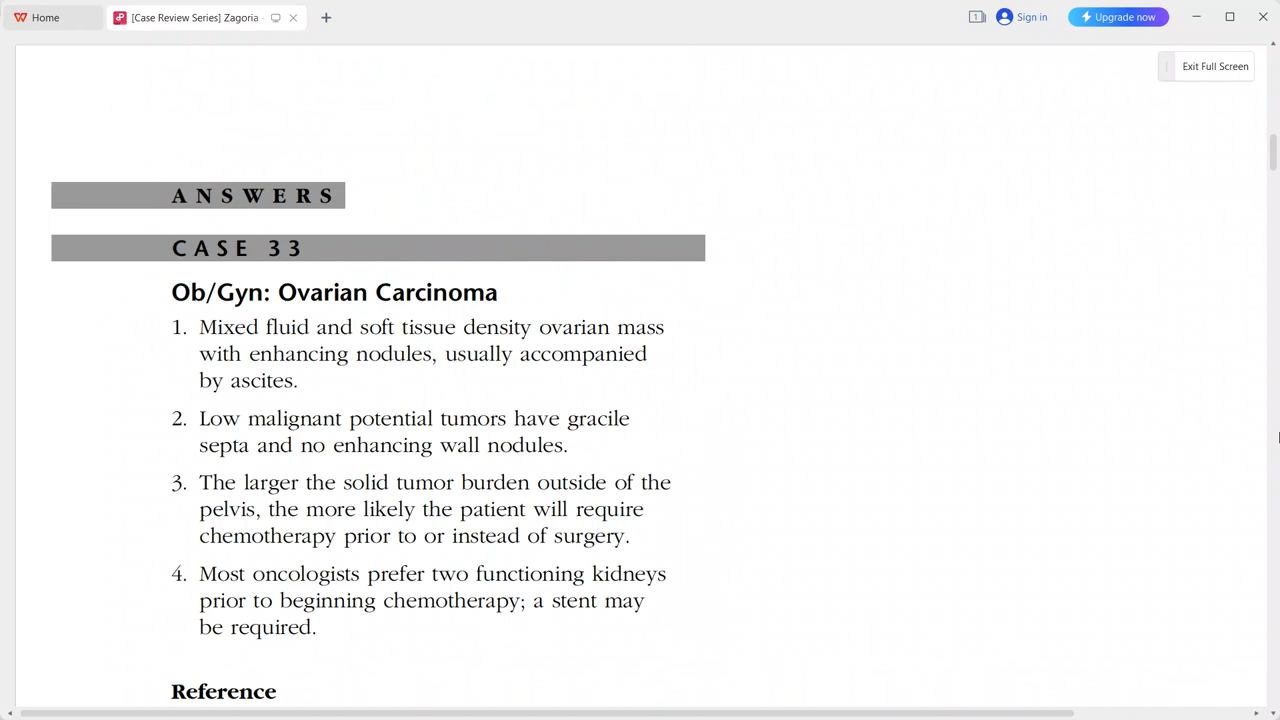 Home
[Case Review Series] Zagoria
Sign in
Upgrade now
Exit Full Screen
ANSWERS
CASE 33
Ob/Gyn: Ovarian Carcinoma
1. Mixed fluid and soft tissue density ovarian mass
with enhancing nodules, usually accompanied
by ascites.
2. Low malignant potential tumors have gracile
septa and no enhancing wall nodules.
3. The larger the solid tumor burden outside of the
pelvis, the more likely the patient will require
chemotherapy prior to or instead of surgery.
4. Most oncologists prefer two functioning kidneys
prior to beginning chemotherapy; a stent may
be required.
Reference